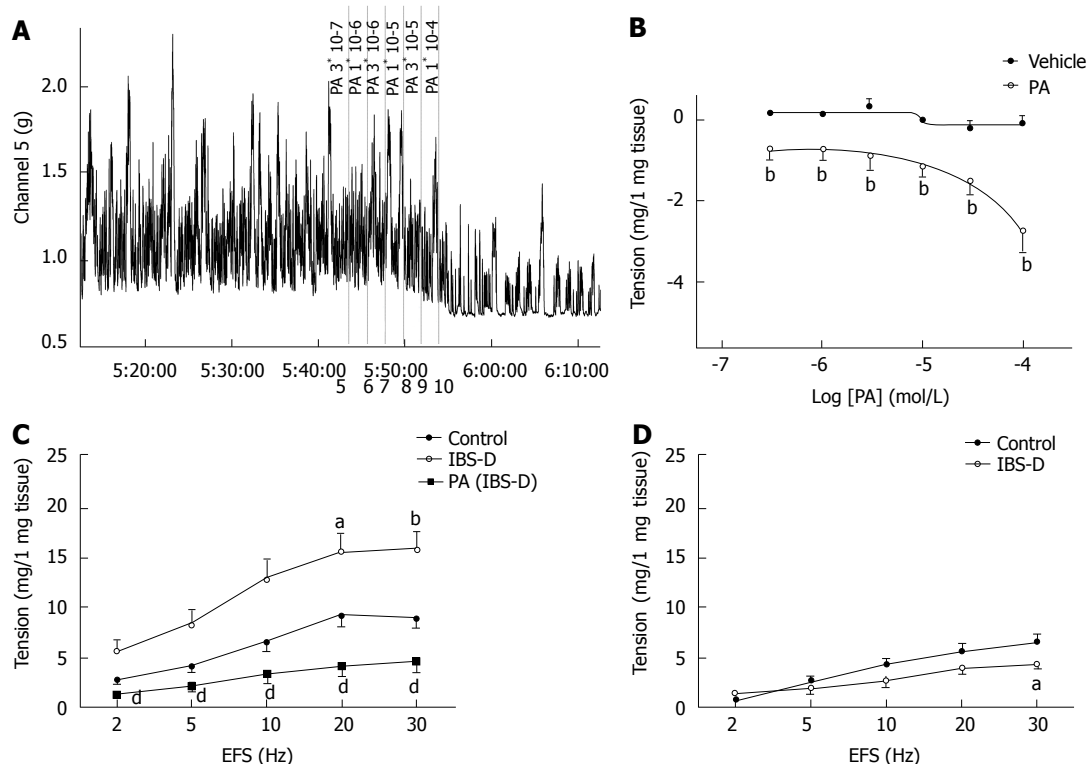 A
PA 3* 10-7
PA 1* 10-6
PA 3* 10-6
PA 1* 10-5
PA 3* 10-5
PA 1* 10-4
Channel 5 (g)
2.0
1.5
1.0
0.5
5:20:00 5:30:00 5:40:00 5:50:00 6:00:00 6:10:00
5 6 7 8 9 10
B
Vehicle
PA
Tension (mg/1 mg tissue)
0
-2
-4
b b b b b b
-7 -6 -5 -4
Log [PA] (mol/L)
C
Control
IBS-D
PA (IBS-D)
Tension (mg/1 mg tissue)
25
20
15
10
5
0
a b
d d d d d
2 5 10 20 30
EFS (Hz)
D
Control
IBS-D
Tension (mg/1 mg tissue)
25
20
15
10
5
0
a
2 5 10 20 30
EFS (Hz)